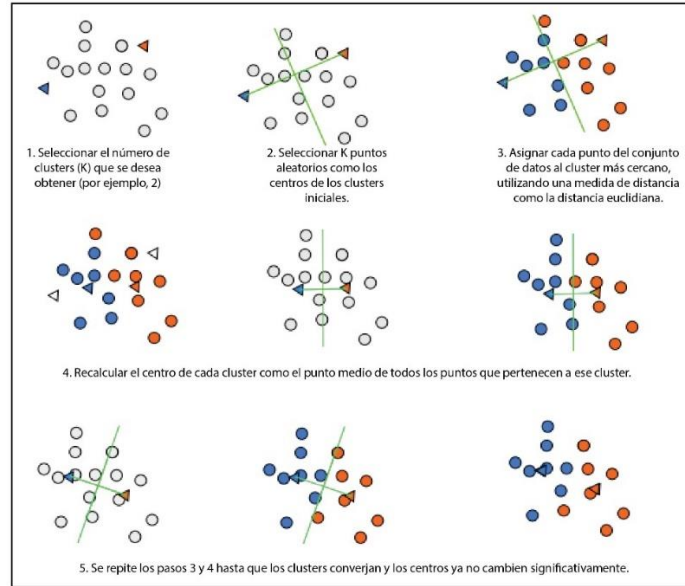 1. Seleccionar el número de
clusters (K) que se desea
obtener (por ejemplo, 2)
2. Seleccionar K puntos
aleatorios como los
centros de los clusters
iniciales.
3. Asignar cada punto del conjunto
de datos al cluster más cercano,
utilizando una medida de distancia
como la distancia euclidiana.
4. Recalcular el centro de cada cluster como el punto medio de todos los puntos que pertenecen a ese cluster.
5. Se repite los pasos 3 y 4 hasta que los clusters converjan y los centros ya no cambien significativamente.